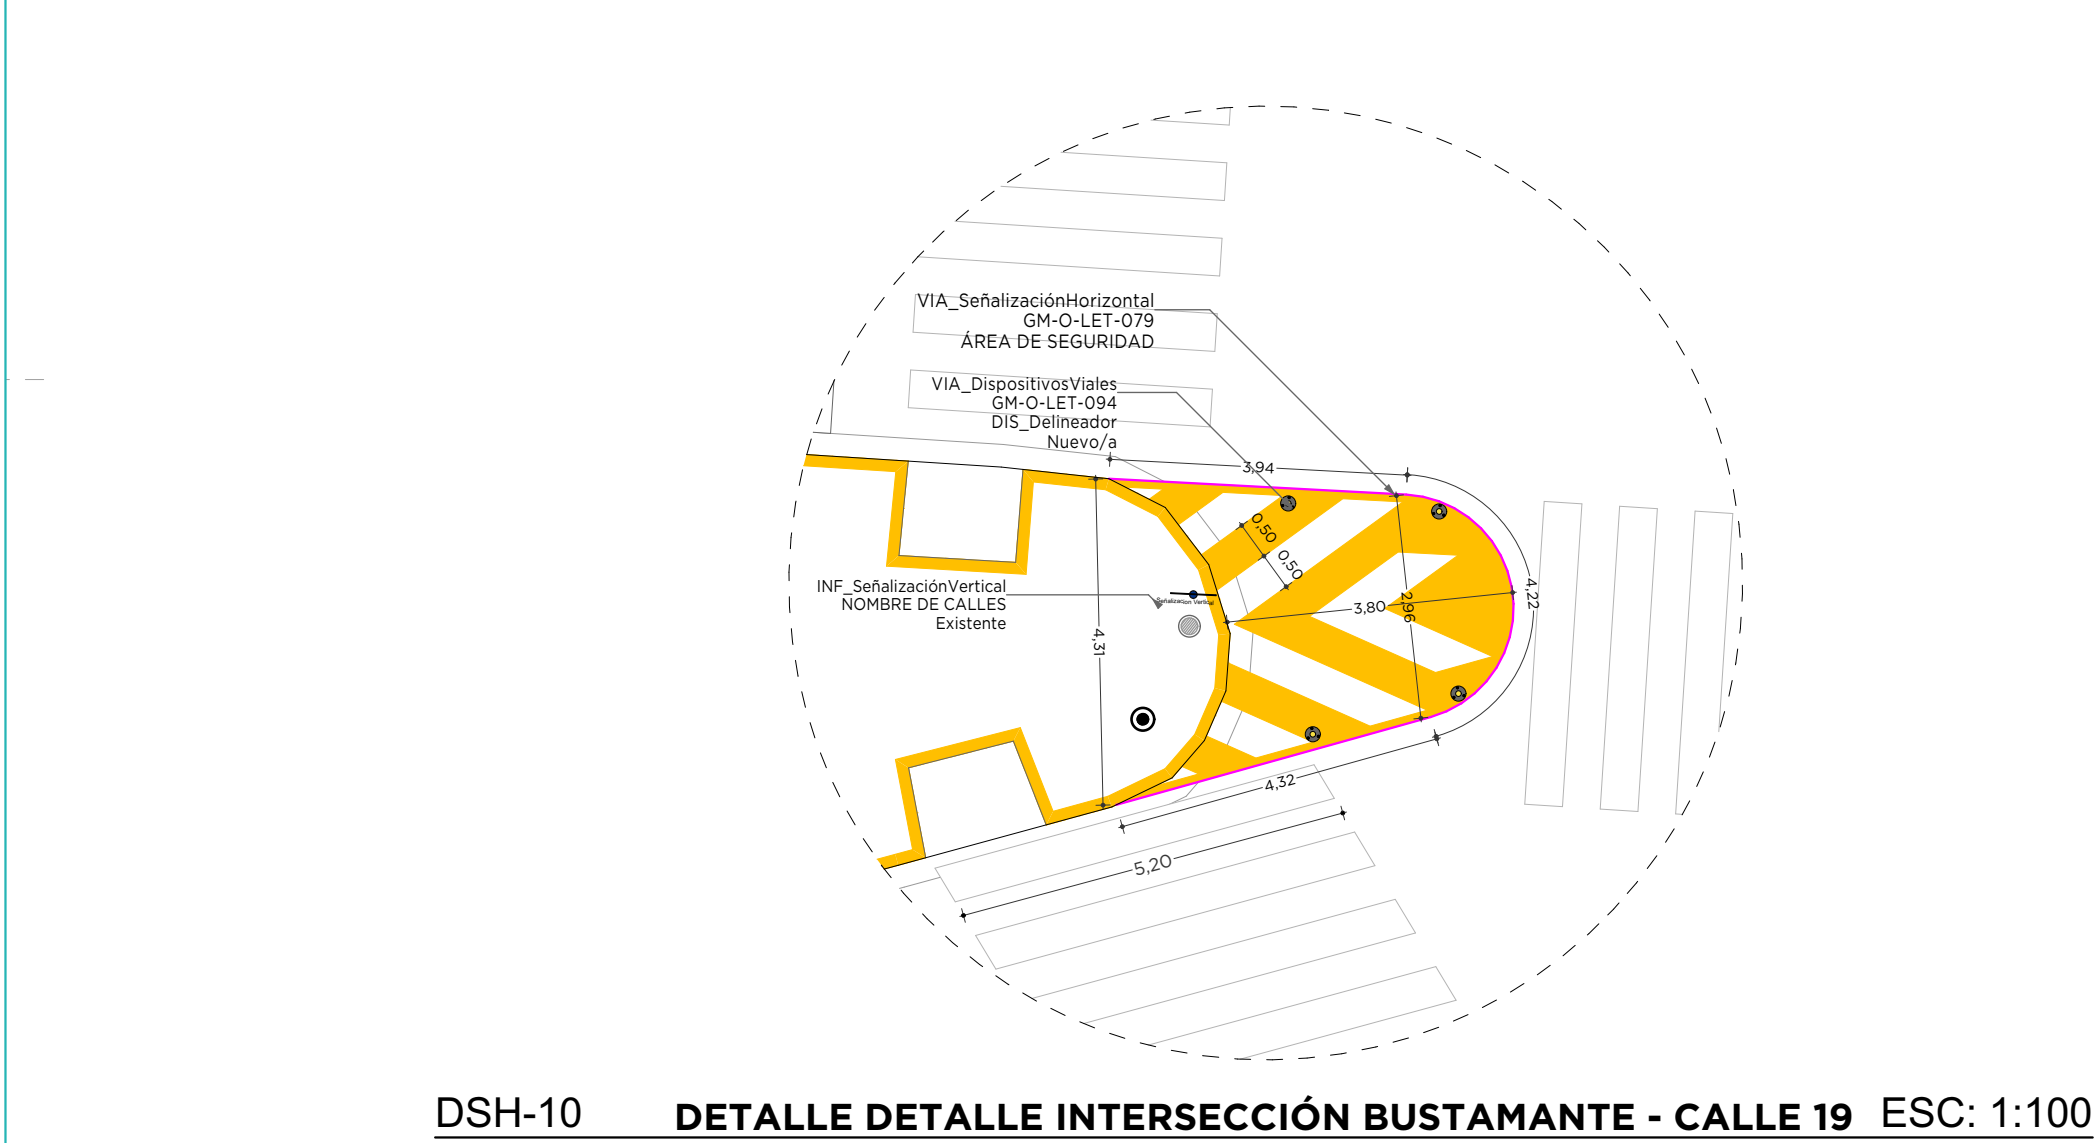 VIA_SeñalizaciónHorizontal
GM-O-LET-079
ÁREA DE SEGURIDAD
VIA_DispositivosViales
GM-O-LET-094
DIS_Delineador
Nuevo/a
3,94
0,50
0,50
INF_SeñalizaciónVertical
NOMBRE DE CALLES
Existente
Señalizacion Vertical
3,80
2,96
4,22
4,31
4,32
5,20
DSH-10
DETALLE DETALLE INTERSECCIÓN BUSTAMANTE - CALLE 19
ESC: 1:100